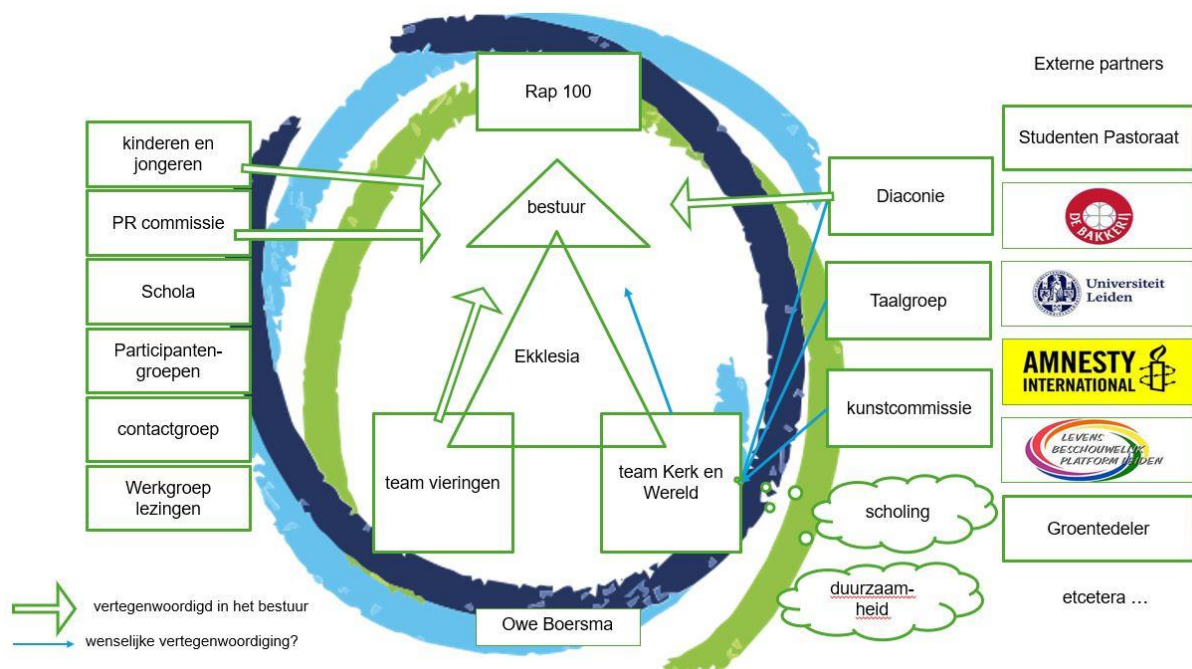 Rap 100
kinderen en
jongeren
PR commissie
Schola
Participanten-
groepen
contactgroep
Werkgroep
lezingen
bestuur
Ekklesia
team vieringen
team Kerk en
Wereld
Owe Boersma
Diaconie
Taalgroep
kunstcommissie
scholing
duurzaam-
heid
Externe partners
Studenten Pastoraat
DE BAKKERIJ
Universiteit
Leiden
AMNESTY
INTERNATIONAL
LEVENS
BESCHOUWELIJK
PLATFORM LEIDEN
Groentedeler
etcetera ...
vertegenwoordigd in het bestuur
wenselijke vertegenwoordiging?